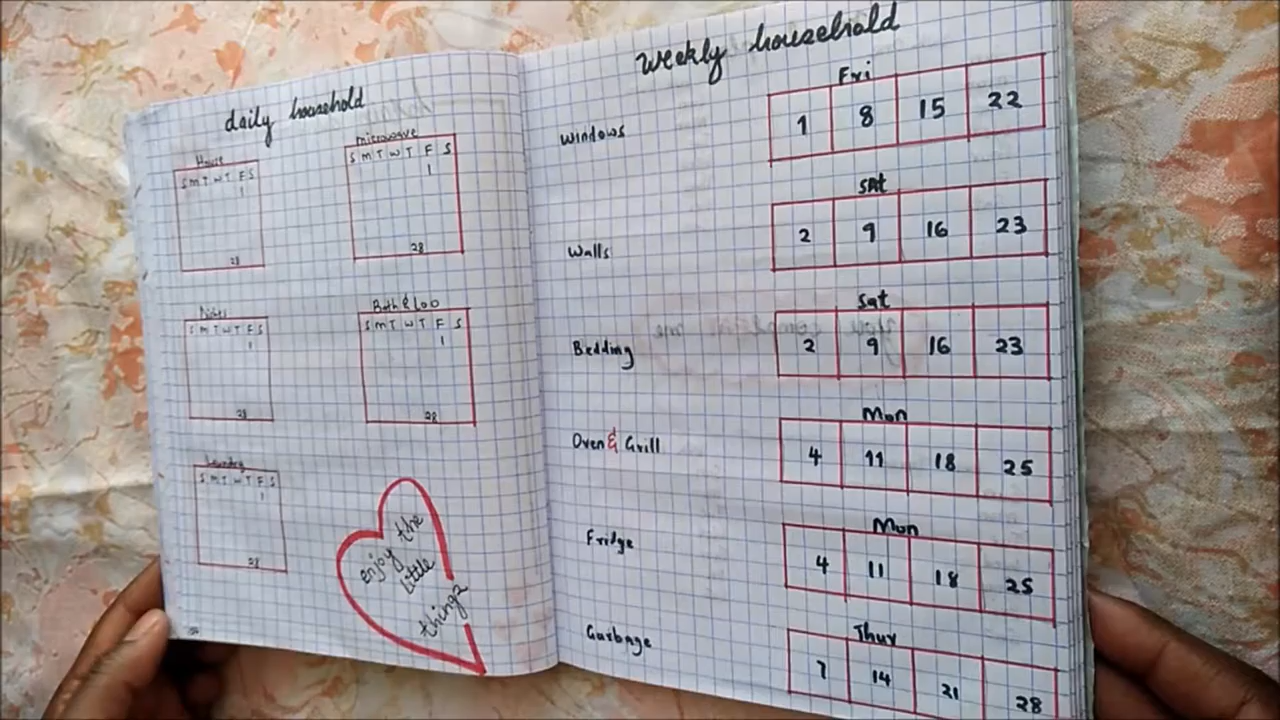 daily household
House
S M T W T F S
1
28
microwave
S M T W T F S
1
28
Dishes
S M T W T F S
1
28
Bath & Loo
S M T W T F S
1
28
Laundry
S M T W T F S
1
28
enjoy the
little
things
weekly household
Windows
Fri
1 8 15 22
Walls
SAt
2 9 16 23
Bedding
Sat
2 9 16 23
Oven & Grill
Mon
4 11 18 25
Fridge
Mon
4 11 18 25
Garbage
Thur
7 14 21 28